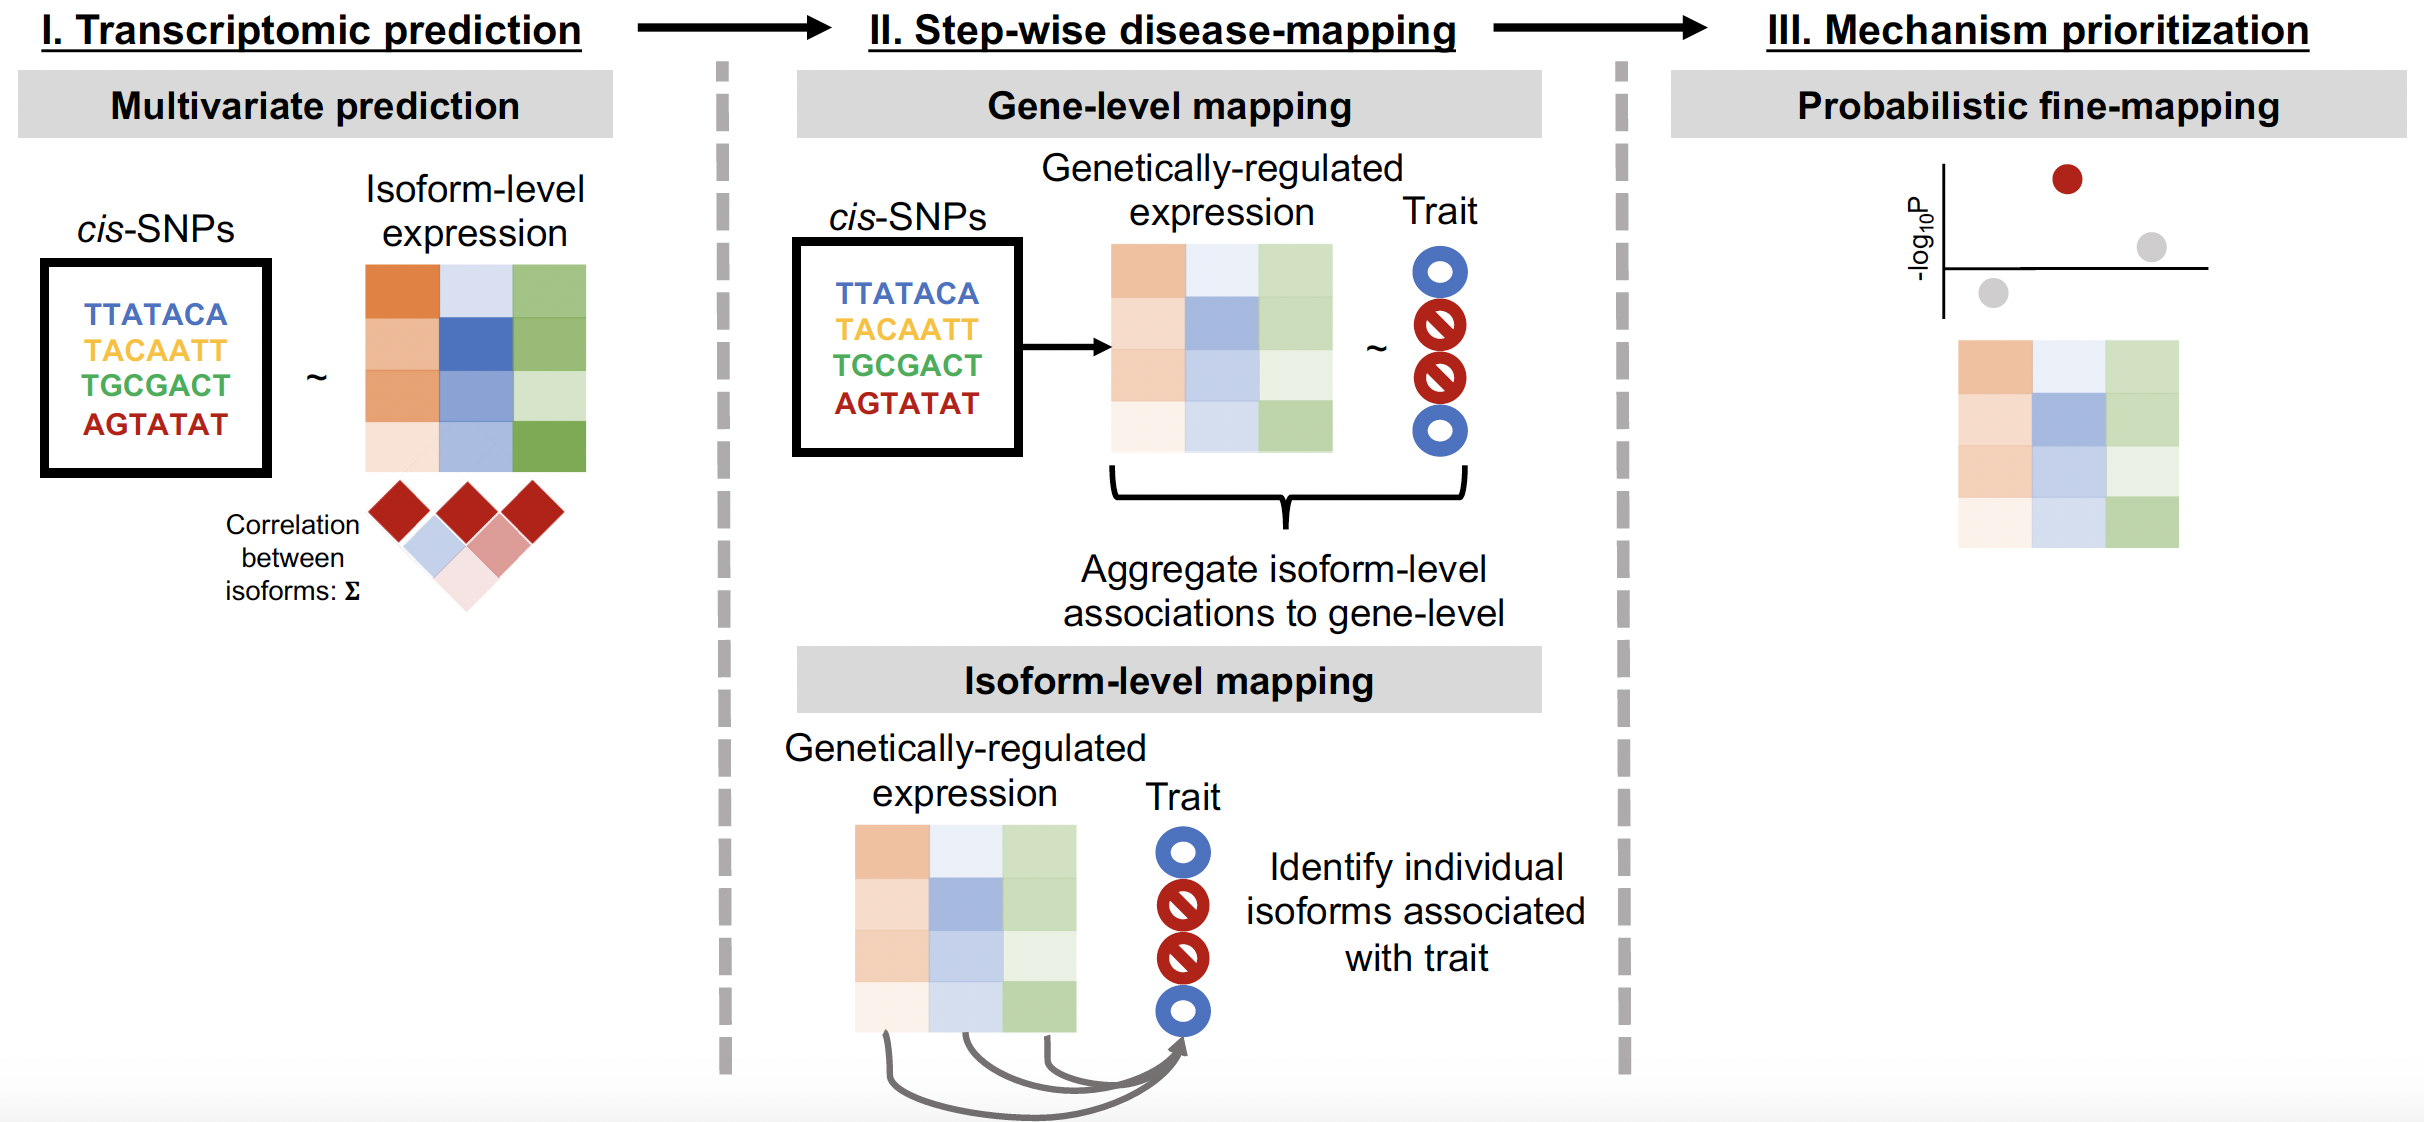 I. Transcriptomic prediction
II. Step-wise disease-mapping
III. Mechanism prioritization
Multivariate prediction
cis-SNPs
Isoform-level
expression
TTATACA
TACAATT
TGCGACT
AGTATAT
~
Correlation
between
isoforms: Σ
Gene-level mapping
cis-SNPs
Genetically-regulated
expression
Trait
TTATACA
TACAATT
TGCGACT
AGTATAT
~
Aggregate isoform-level
associations to gene-level
Isoform-level mapping
Genetically-regulated
expression
Trait
Identify individual
isoforms associated
with trait
Probabilistic fine-mapping
-log₁₀P